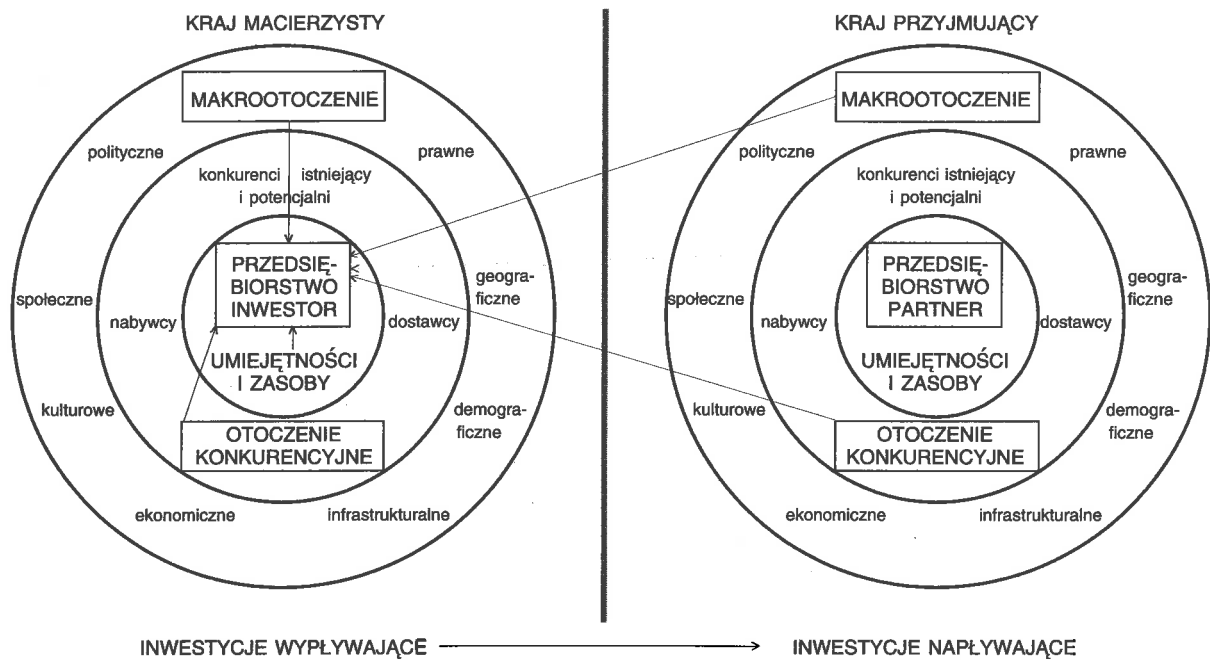 KRAJ MACIERZYSTY
MAKROOTOCZENIE
polityczne
prawne
konkurenci istniejący
i potencjalni
PRZEDSIĘ-
BIORSTWO
INWESTOR
społeczne
geogra-
ficzne
nabywcy
dostawcy
UMIEJĘTNOŚCI
I ZASOBY
kulturowe
demogra-
ficzne
OTOCZENIE
KONKURENCYJNE
ekonomiczne
infrastrukturalne
KRAJ PRZYJMUJĄCY
MAKROOTOCZENIE
polityczne
prawne
konkurenci istniejący
i potencjalni
PRZEDSIĘ-
BIORSTWO
PARTNER
społeczne
geogra-
ficzne
nabywcy
dostawcy
UMIEJĘTNOŚCI
I ZASOBY
kulturowe
demogra-
ficzne
OTOCZENIE
KONKURENCYJNE
ekonomiczne
infrastrukturalne
INWESTYCJE WYPŁYWAJĄCE
INWESTYCJE NAPŁYWAJĄCE